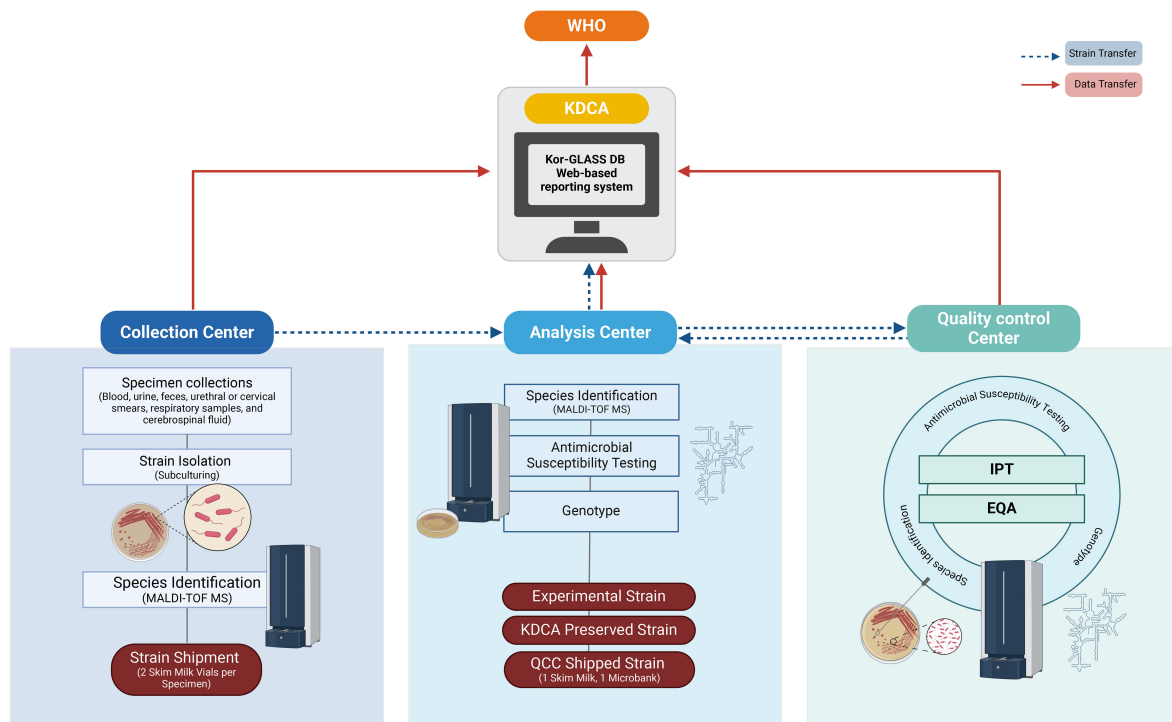 WHO
Strain Transfer
Data Transfer
KDCA
Kor-GLASS DB
Web-based
reporting system
Collection Center
Analysis Center
Quality control
Center
Specimen collections
(Blood, urine, feces, urethral or cervical
smears, respiratory samples, and
cerebrospinal fluid)
Strain Isolation
(Subculturing)
Species Identification
(MALDI-TOF MS)
Strain Shipment
(2 Skim Milk Vials per
Specimen)
Species Identification
(MALDI-TOF MS)
Antimicrobial
Susceptibility Testing
Genotype
Experimental Strain
KDCA Preserved Strain
QCC Shipped Strain
(1 Skim Milk, 1 Microbank)
Antimicrobial Susceptibility Testing
IPT
EQA
Species Identification
Genotype